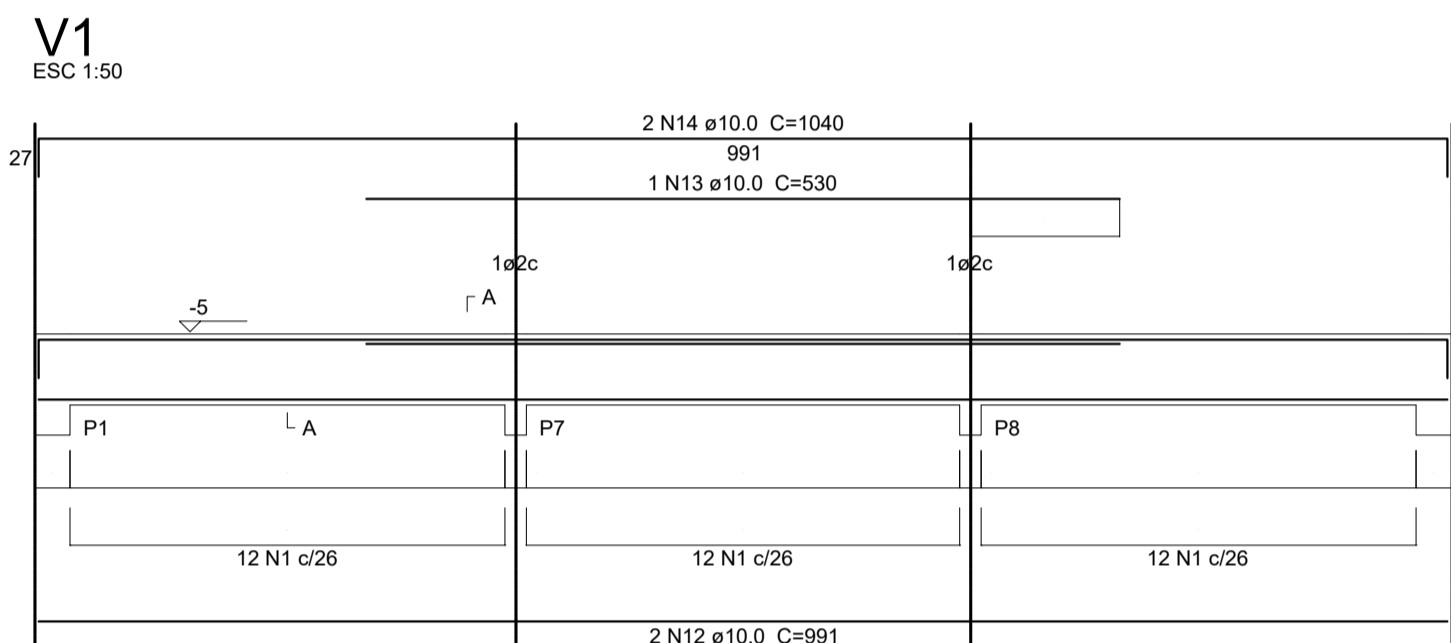 V1
ESC 1:50
2 N14 ø10.0 C=1040
27
991
1 N13 ø10.0 C=530
1ø2c
1ø2c
A
-5
P1
A
P7
P8
12 N1 c/26
12 N1 c/26
12 N1 c/26
2 N12 ø10.0 C=991